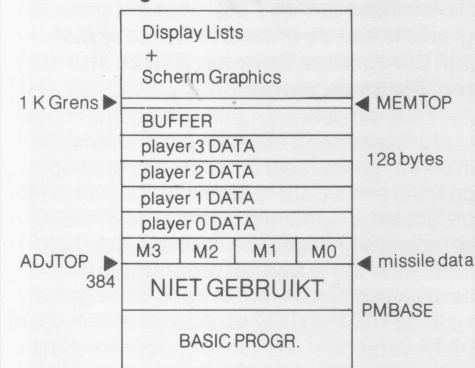 Display Lists
+
Scherm Graphics
1 K Grens MEMTOP
BUFFER
player 3 DATA
player 2 DATA 128 bytes
player 1 DATA
player 0 DATA
ADJTOP M3 M2 M1 M0 missile data
384 NIET GEBRUIKT
PMBASE
BASIC PROGR.